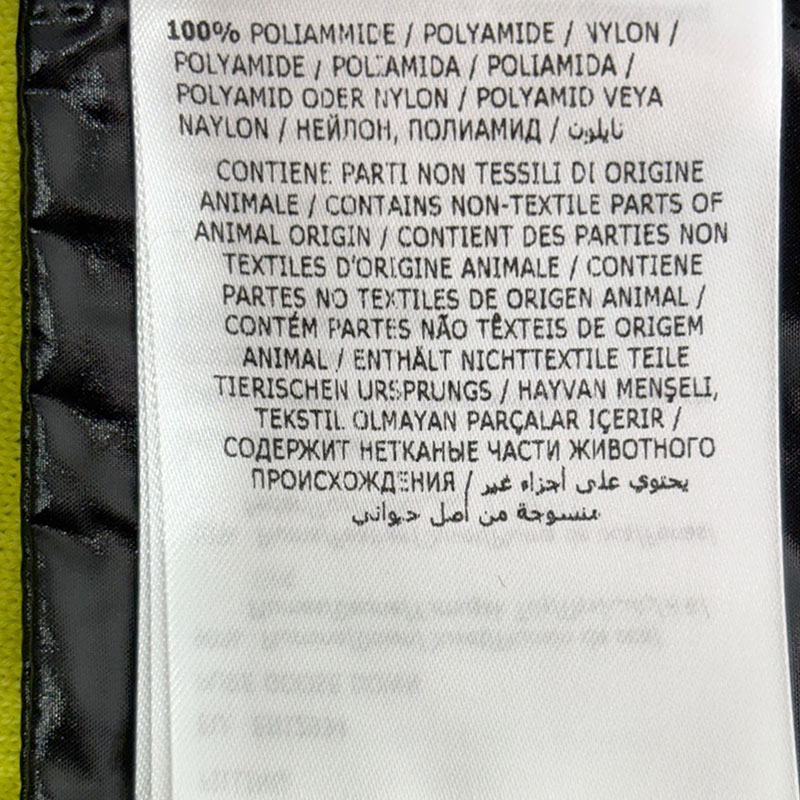 100% POLIAMMIDE / POLYAMIDE / NYLON /
POLYAMIDE / POLIAMIDA / POLIAMIDA /
POLYAMID ODER NYLON / POLYAMID VEYA
NAYLON / НЕЙЛОН, ПОЛИАМИД / نايلون
CONTIENE PARTI NON TESSILI DI ORIGINE
ANIMALE / CONTAINS NON-TEXTILE PARTS OF
ANIMAL ORIGIN / CONTIENT DES PARTIES NON
TEXTILES D'ORIGINE ANIMALE / CONTIENE
PARTES NO TEXTILES DE ORIGEN ANIMAL /
CONTÉM PARTES NÃO TÊXTEIS DE ORIGEM
ANIMAL / ENTHÄLT NICHTTEXTILE TEILE
TIERISCHEN URSPRUNGS / HAYVAN MENŞELİ,
TEKSTIL OLMAYAN PARÇALAR IÇERIR /
СОДЕРЖИТ НЕТКАНЫЕ ЧАСТИ ЖИВОТНОГО
ПРОИСХОЖДЕНИЯ / يحتوي على أجزاء غير
منسوجة من أصل حيواني
PURE GOOSE DOWN